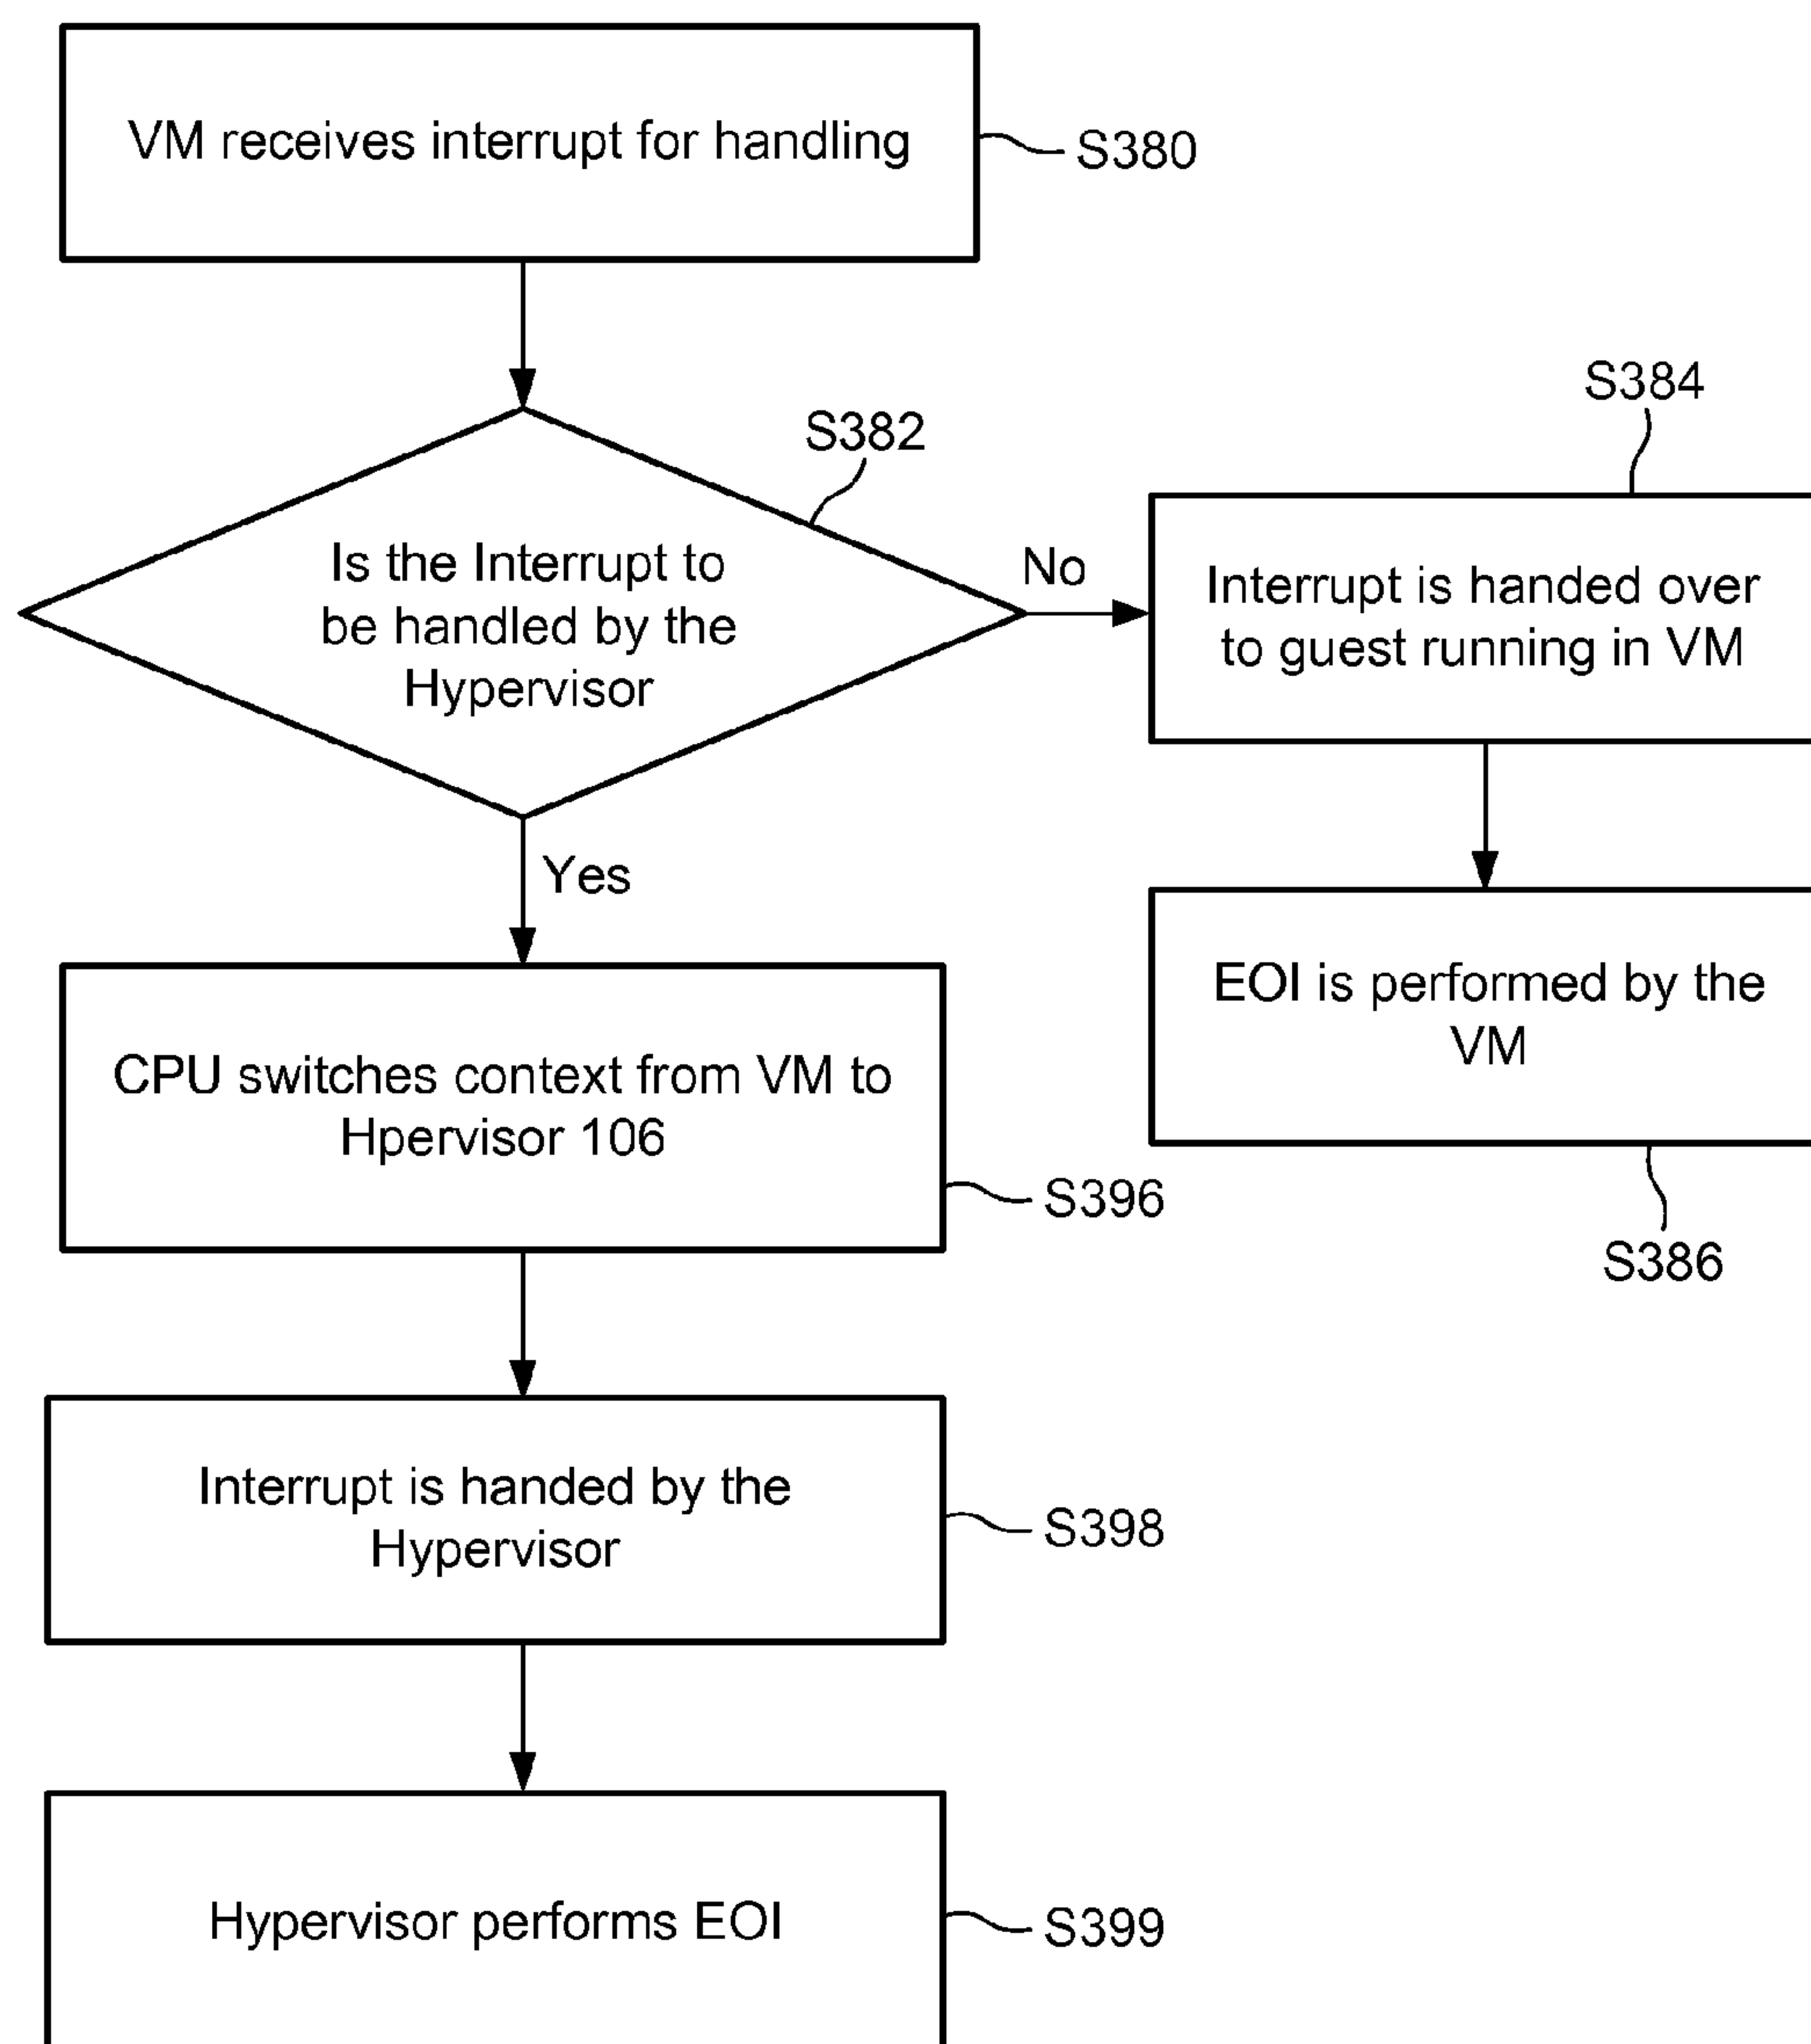 VM receives interrupt for handling
S380
S382
Is the Interrupt to
be handled by the
Hypervisor
No
S384
Interrupt is handed over
to guest running in VM
Yes
EOI is performed by the
VM
S386
CPU switches context from VM to
Hpervisor 106
S396
Interrupt is handed by the
Hypervisor
S398
Hypervisor performs EOI
S399